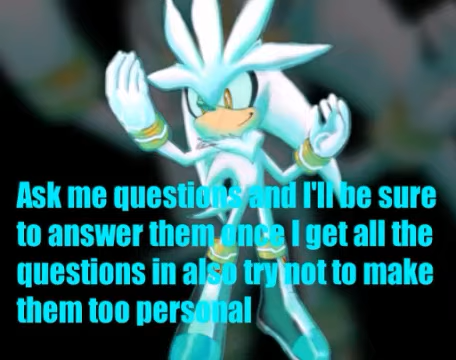 Ask me questions and I'll be sure
to answer them once I get all the
questions in also try not to make
them too personal